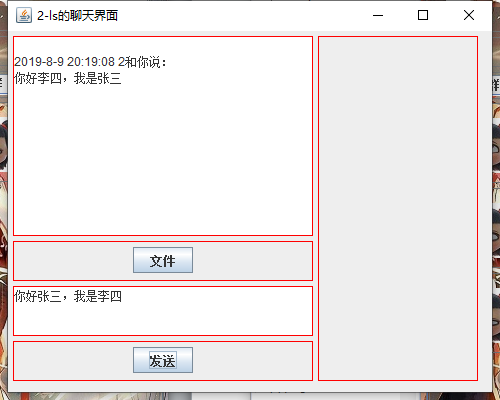 2-ls的聊天界面
2019-8-9 20:19:08 2和你说：
你好李四，我是张三
文件
你好张三，我是李四
发送
群
群